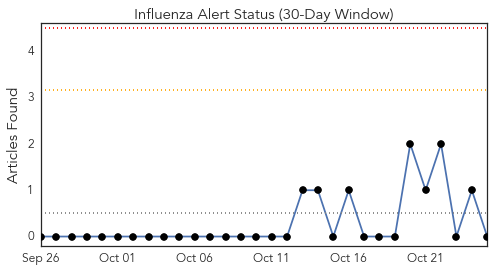 Influenza Alert Status (30-Day Window)
Articles Found
4
3
2
1
0
Sep 26 Oct 01 Oct 06 Oct 11 Oct 16 Oct 21